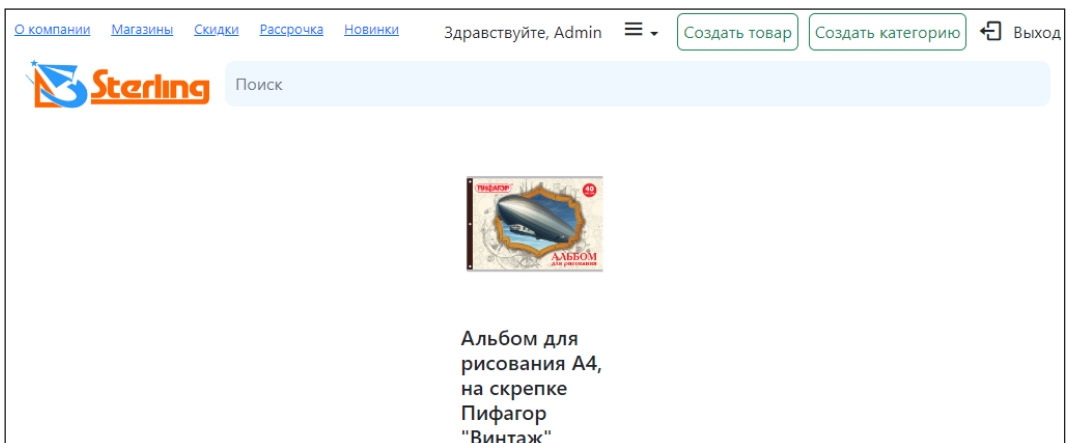 О компании Магазины Скидки Рассрочка Новинки Здравствуйте, Admin Создать товар Создать категорию Выход
Sterling Поиск
ПИФАГОР 40
АЛЬБОМ
для рисования
Альбом для
рисования А4,
на скрепке
Пифагор
"Винтаж"